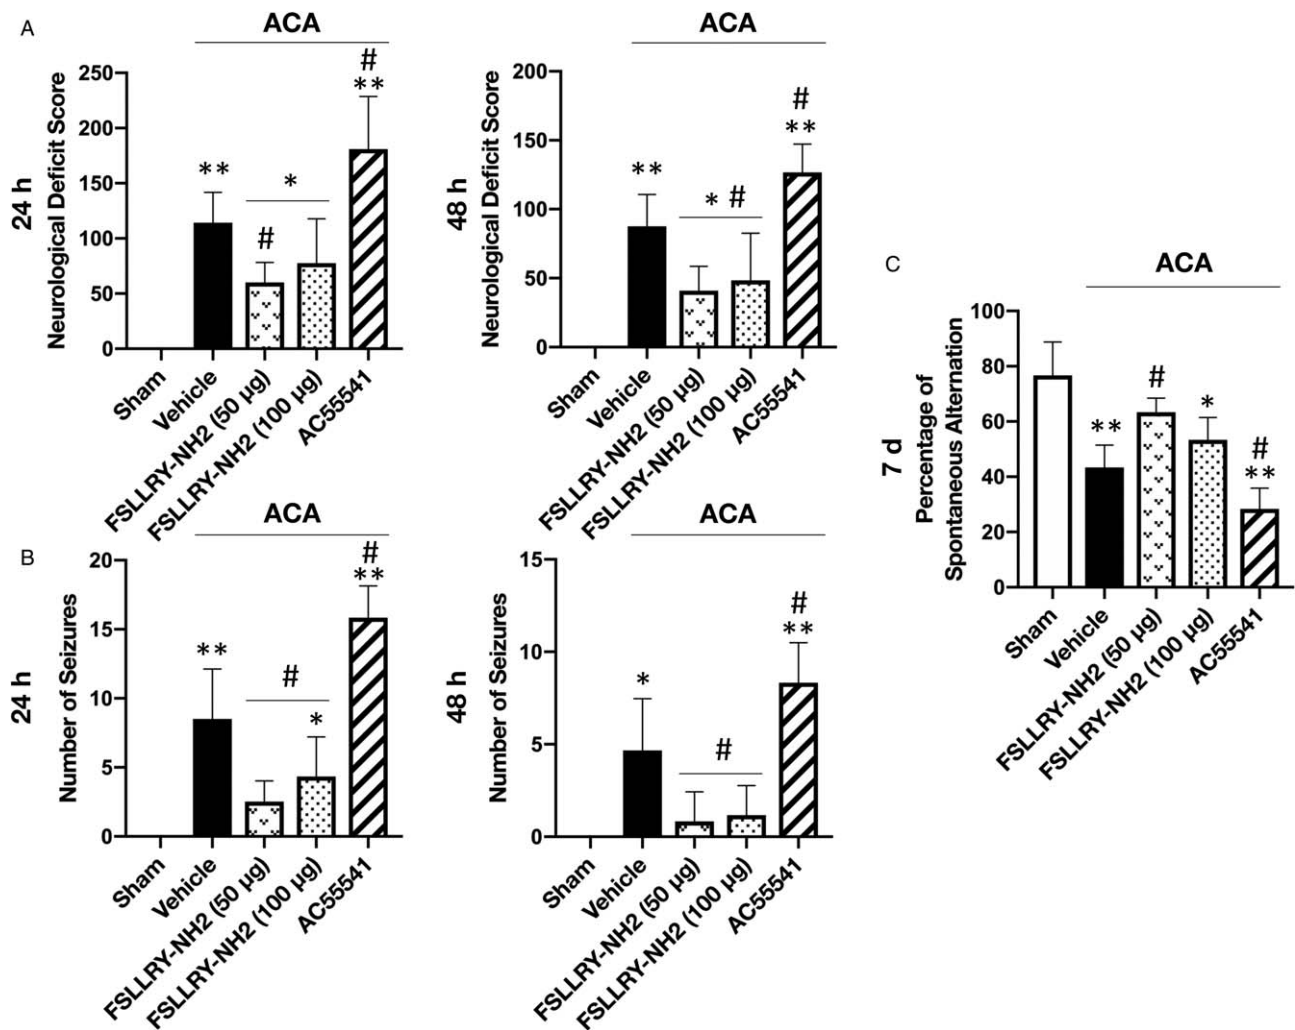 A
ACA
24 h
Neurological Deficit Score
250
200
150
100
50
0
**
#
*
#
**
Sham
Vehicle
FSLLRY-NH2 (50 µg)
FSLLRY-NH2 (100 µg)
AC55541
ACA
48 h
Neurological Deficit Score
200
150
100
50
0
**
* #
#
**
Sham
Vehicle
FSLLRY-NH2 (50 µg)
FSLLRY-NH2 (100 µg)
AC55541
B
ACA
24 h
Number of Seizures
20
15
10
5
0
**
#
*
#
**
Sham
Vehicle
FSLLRY-NH2 (50 µg)
FSLLRY-NH2 (100 µg)
AC55541
ACA
48 h
Number of Seizures
15
10
5
0
*
#
#
**
Sham
Vehicle
FSLLRY-NH2 (50 µg)
FSLLRY-NH2 (100 µg)
AC55541
C
ACA
7 d
Percentage of
Spontaneous Alternation
100
80
60
40
20
0
**
#
*
#
**
Sham
Vehicle
FSLLRY-NH2 (50 µg)
FSLLRY-NH2 (100 µg)
AC55541